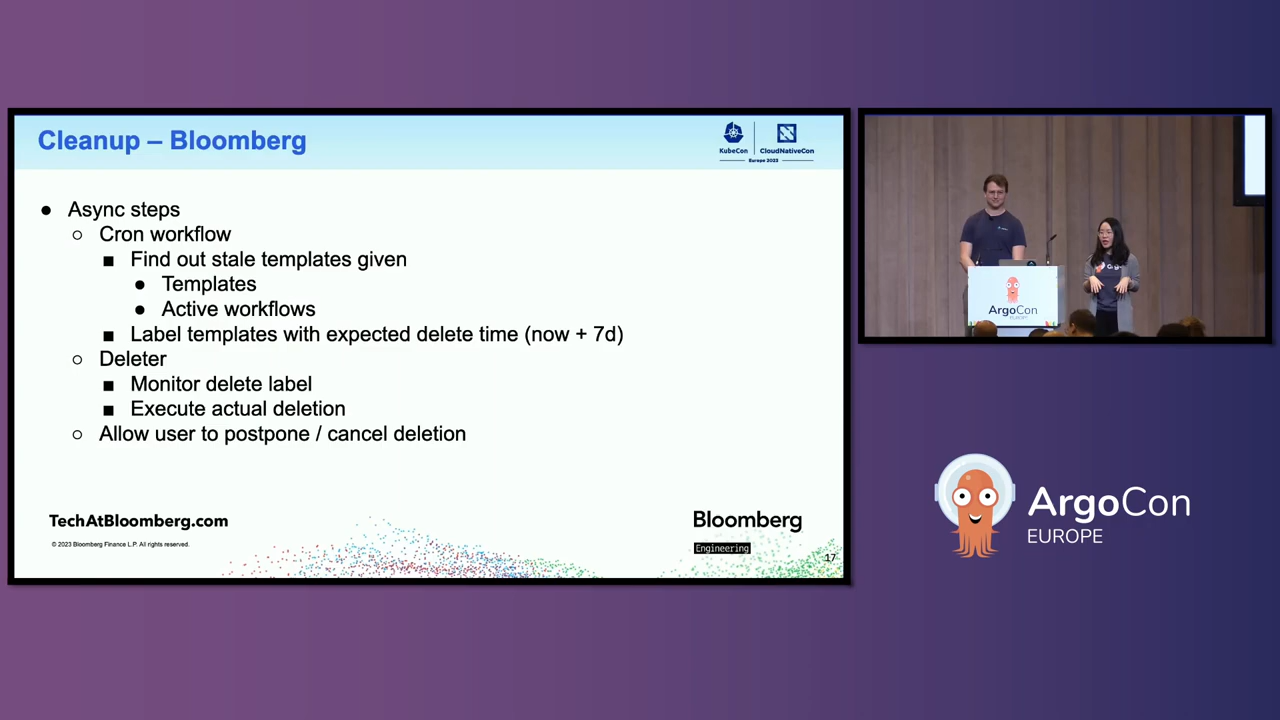 Cleanup – Bloomberg
KubeCon
CloudNativeCon
Europe 2023
● Async steps
○ Cron workflow
■ Find out stale templates given
● Templates
● Active workflows
■ Label templates with expected delete time (now + 7d)
○ Deleter
■ Monitor delete label
■ Execute actual deletion
○ Allow user to postpone / cancel deletion
TechAtBloomberg.com
© 2023 Bloomberg Finance L.P. All rights reserved.
Bloomberg
Engineering
17
ArgoCon
EUROPE
ArgoCon
EUROPE